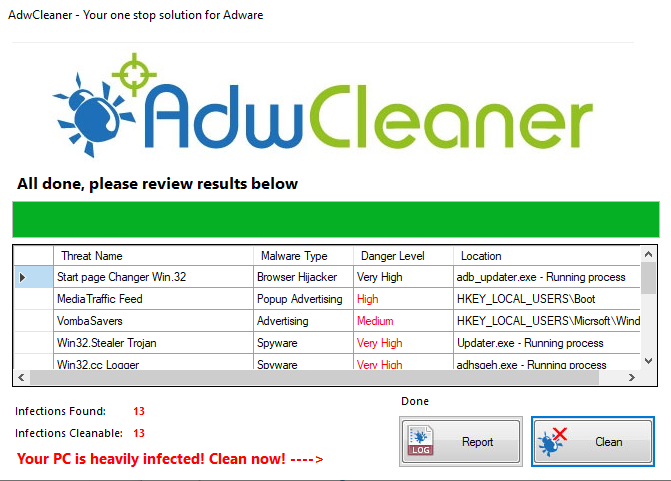 AdwCleaner - Your one stop solution for Adware
AdwCleaner
All done, please review results below
Threat Name Malware Type Danger Level Location
Start page Changer Win.32 Browser Hijacker Very High adb_updater.exe - Running process
MediaTraffic Feed Popup Advertising High HKEY_LOCAL_USERS\Boot
VombaSavers Advertising Medium HKEY_LOCAL_USERS\Micrsoft\Wind
Win32.Stealer Trojan Spyware Very High Updater.exe - Running process
Win32.cc Logger Spyware Very High adhsgeh.exe - Running process
Infections Found: 13
Infections Cleanable: 13
Your PC is heavily infected! Clean now! ---->
Done
LOG Report
Clean